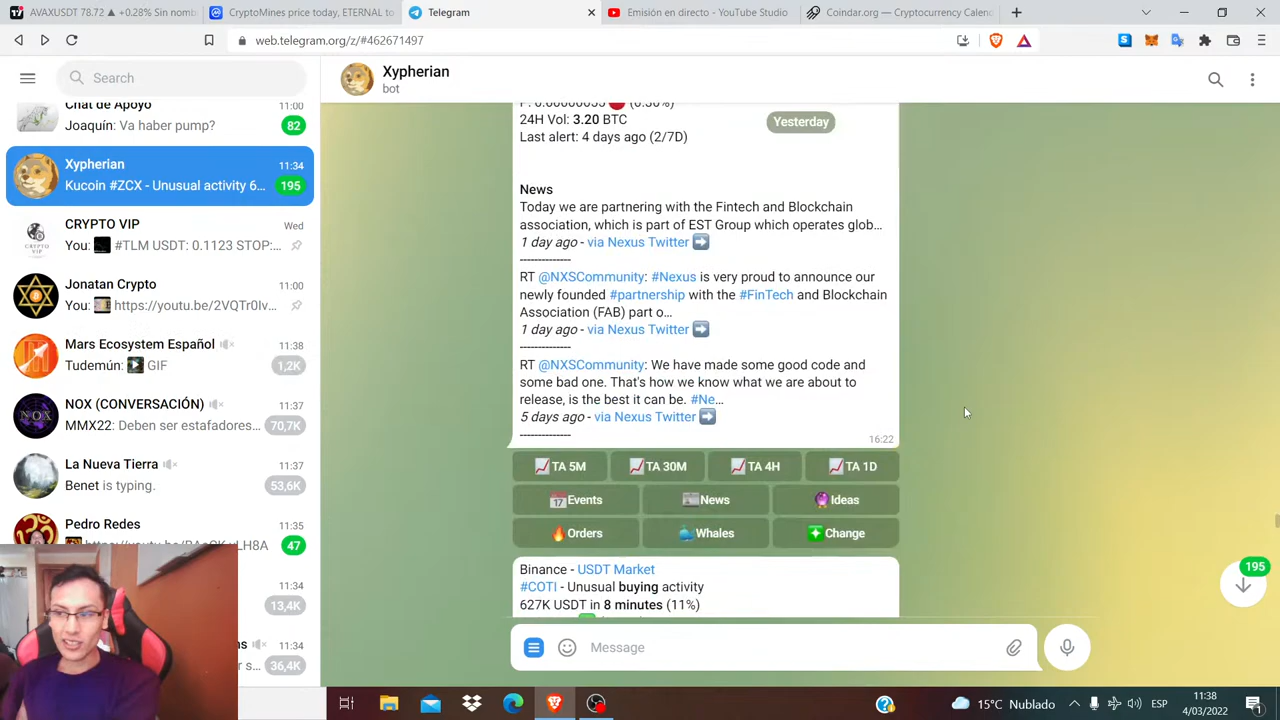 AVAXUSDT 78.72 ▲ +0.28% Sin nomb
CryptoMines price today, ETERNAL to
Telegram
Emisión en directo - YouTube Studio
Coindar.org — Cryptocurrency Calend
web.telegram.org/z/#462671497
Search
Chat de Apoyo 11:00
Joaquín: Va haber pump? 82
Xypherian 11:34
Kucoin #ZCX - Unusual activity 6... 195
CRYPTO VIP Wed
You: #TLM USDT: 0.1123 STOP:...
Jonatan Crypto 11:00
You: https://youtu.be/2VQTr0Iv...
Mars Ecosystem Español 11:38
Tudemún: GIF 1,2K
NOX (CONVERSACIÓN) 11:37
MMX22: Deben ser estafadores... 70,7K
La Nueva Tierra 11:37
Benet is typing. 53,6K
Pedro Redes 11:35
47
11:34
13,4K
11:34
36,4K
Xypherian
bot
24H Vol: 3.20 BTC
Last alert: 4 days ago (2/7D)
Yesterday
News
Today we are partnering with the Fintech and Blockchain
association, which is part of EST Group which operates glob...
1 day ago - via Nexus Twitter
--------------
RT @NXSCommunity: #Nexus is very proud to announce our
newly founded #partnership with the #FinTech and Blockchain
Association (FAB) part o...
1 day ago - via Nexus Twitter
--------------
RT @NXSCommunity: We have made some good code and
some bad one. That's how we know what we are about to
release, is the best it can be. #Ne...
5 days ago - via Nexus Twitter
--------------
16:22
TA 5M TA 30M TA 4H TA 1D
Events News Ideas
Orders Whales Change
Binance - USDT Market
#COTI - Unusual buying activity
627K USDT in 8 minutes (11%)
195
Message
15°C Nublado
ESP
11:38
4/03/2022